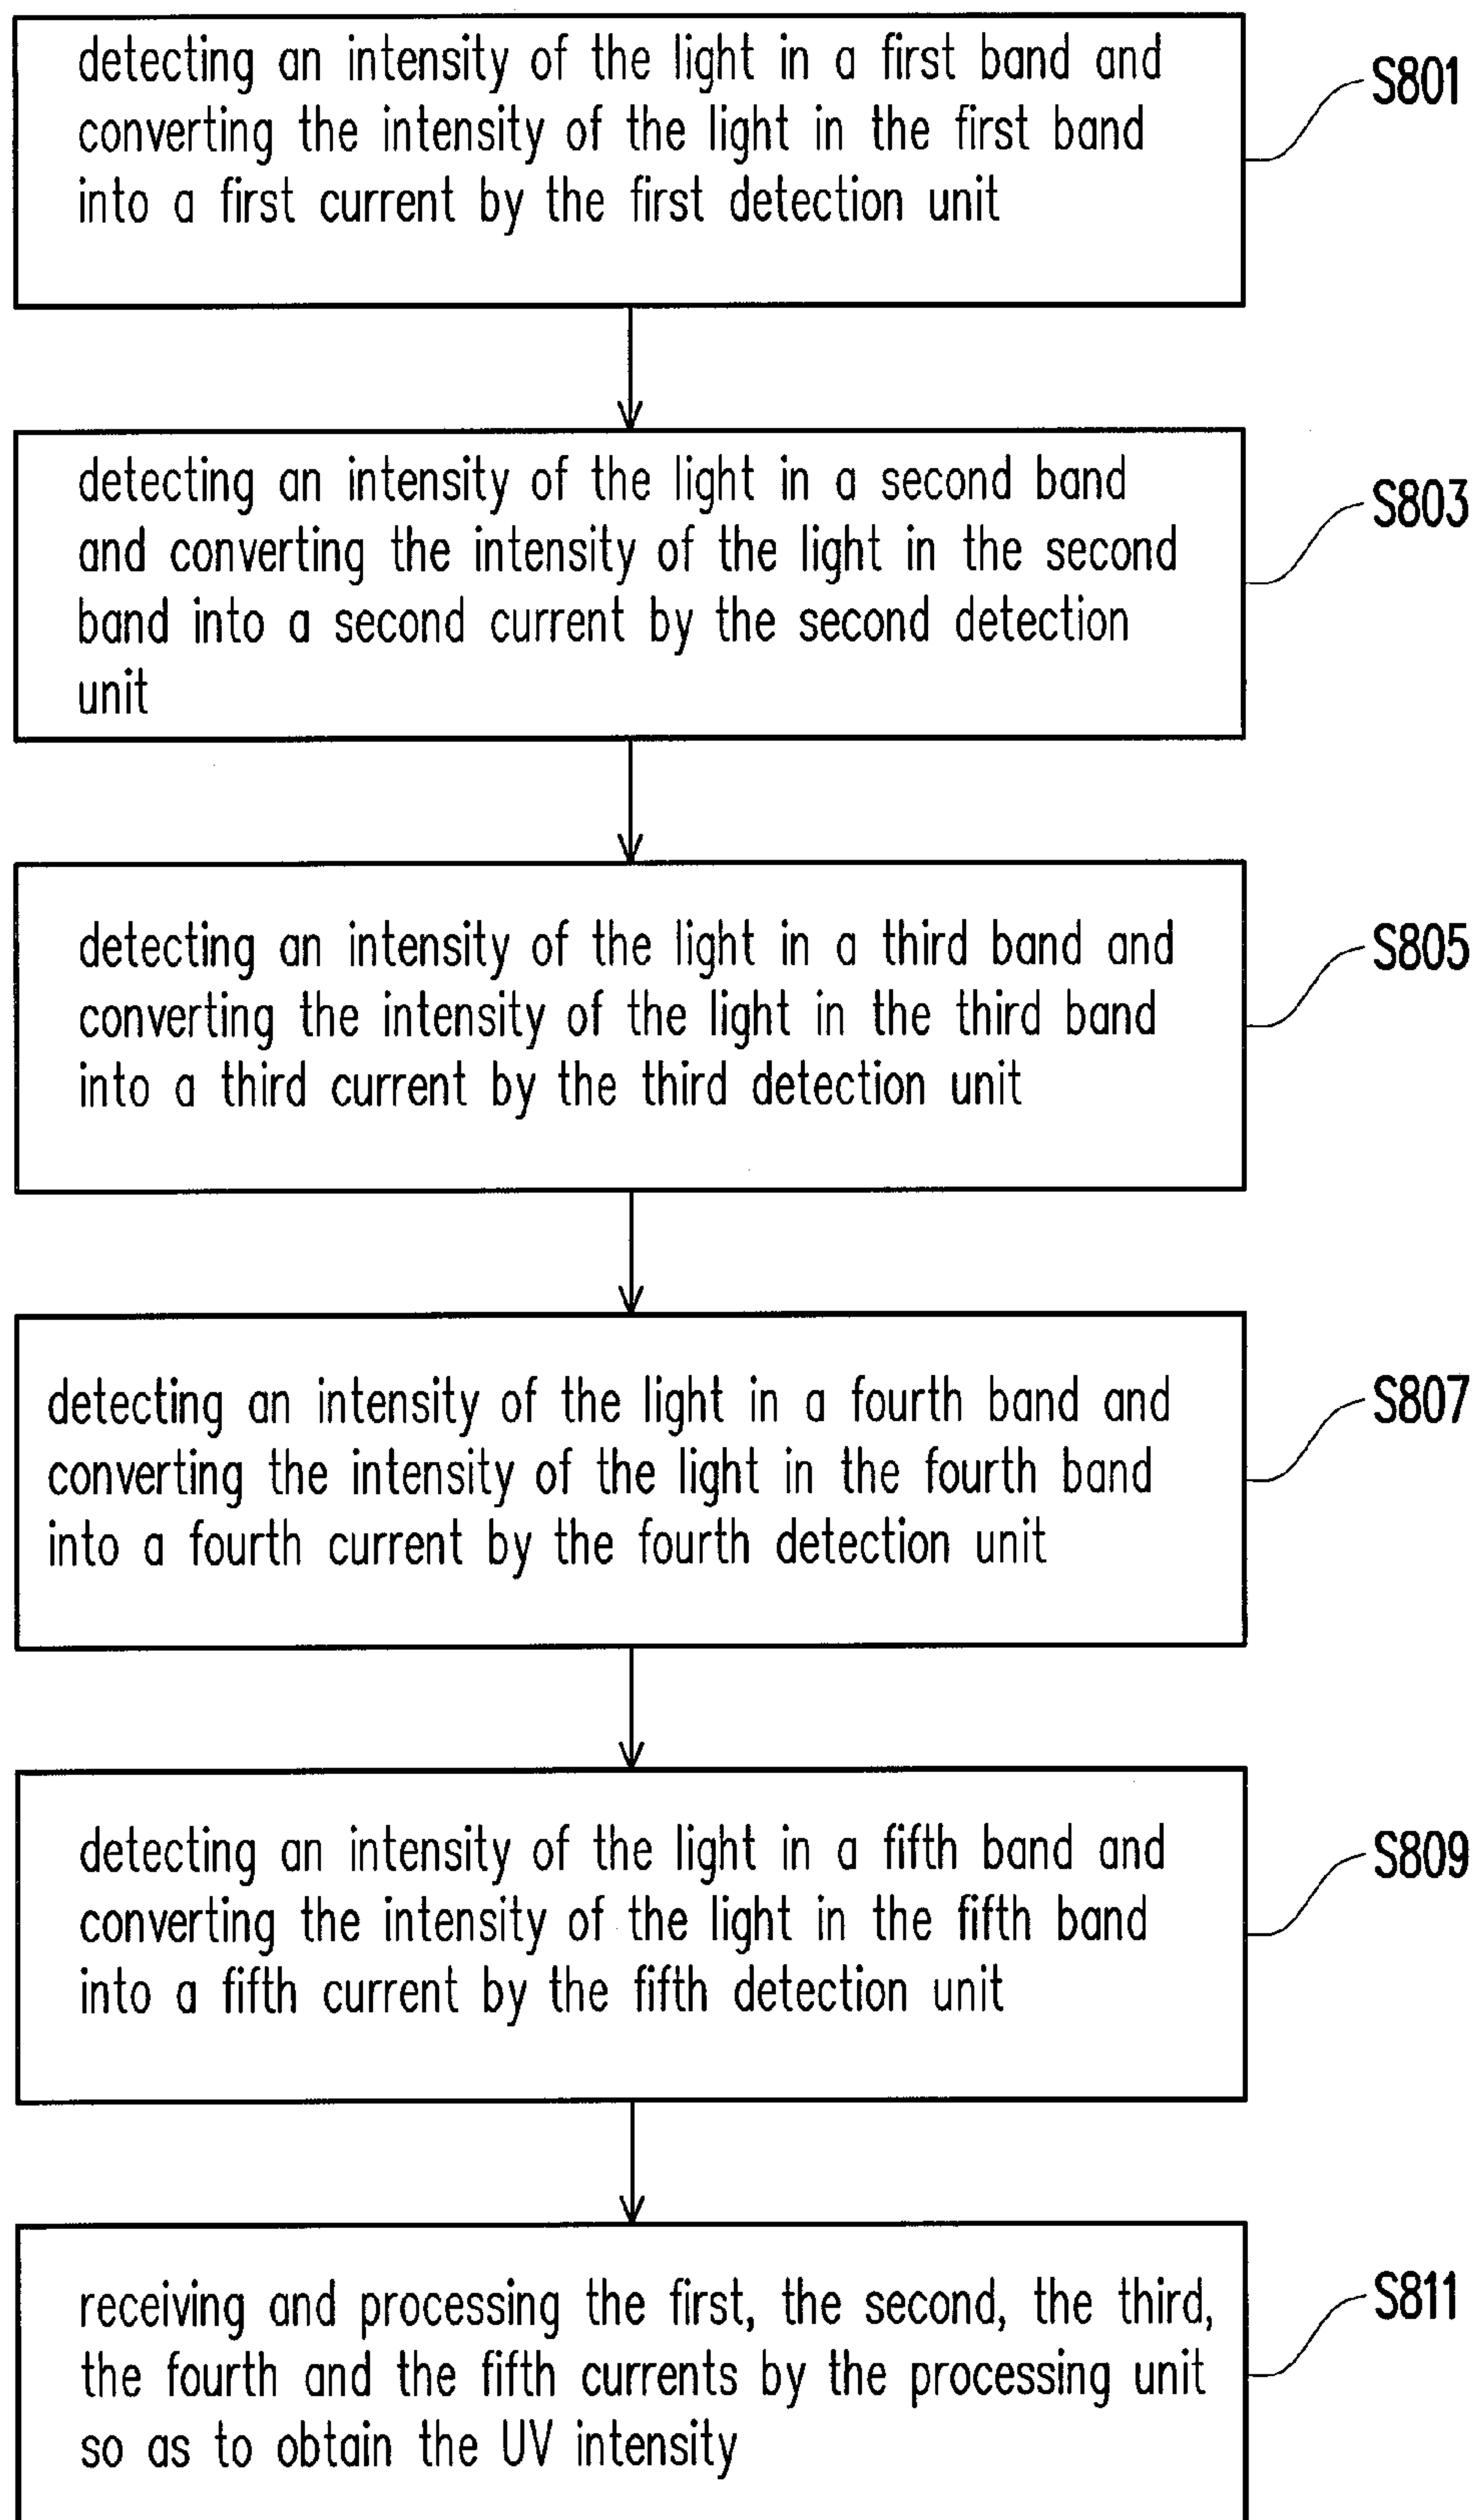 detecting an intensity of the light in a first band and
converting the intensity of the light in the first band
into a first current by the first detection unit
S801
detecting an intensity of the light in a second band
and converting the intensity of the light in the second
band into a second current by the second detection
unit
S803
detecting an intensity of the light in a third band and
converting the intensity of the light in the third band
into a third current by the third detection unit
S805
detecting an intensity of the light in a fourth band and
converting the intensity of the light in the fourth band
into a fourth current by the fourth detection unit
S807
detecting an intensity of the light in a fifth band and
converting the intensity of the light in the fifth band
into a fifth current by the fifth detection unit
S809
receiving and processing the first, the second, the third,
the fourth and the fifth currents by the processing unit
so as to obtain the UV intensity
S811